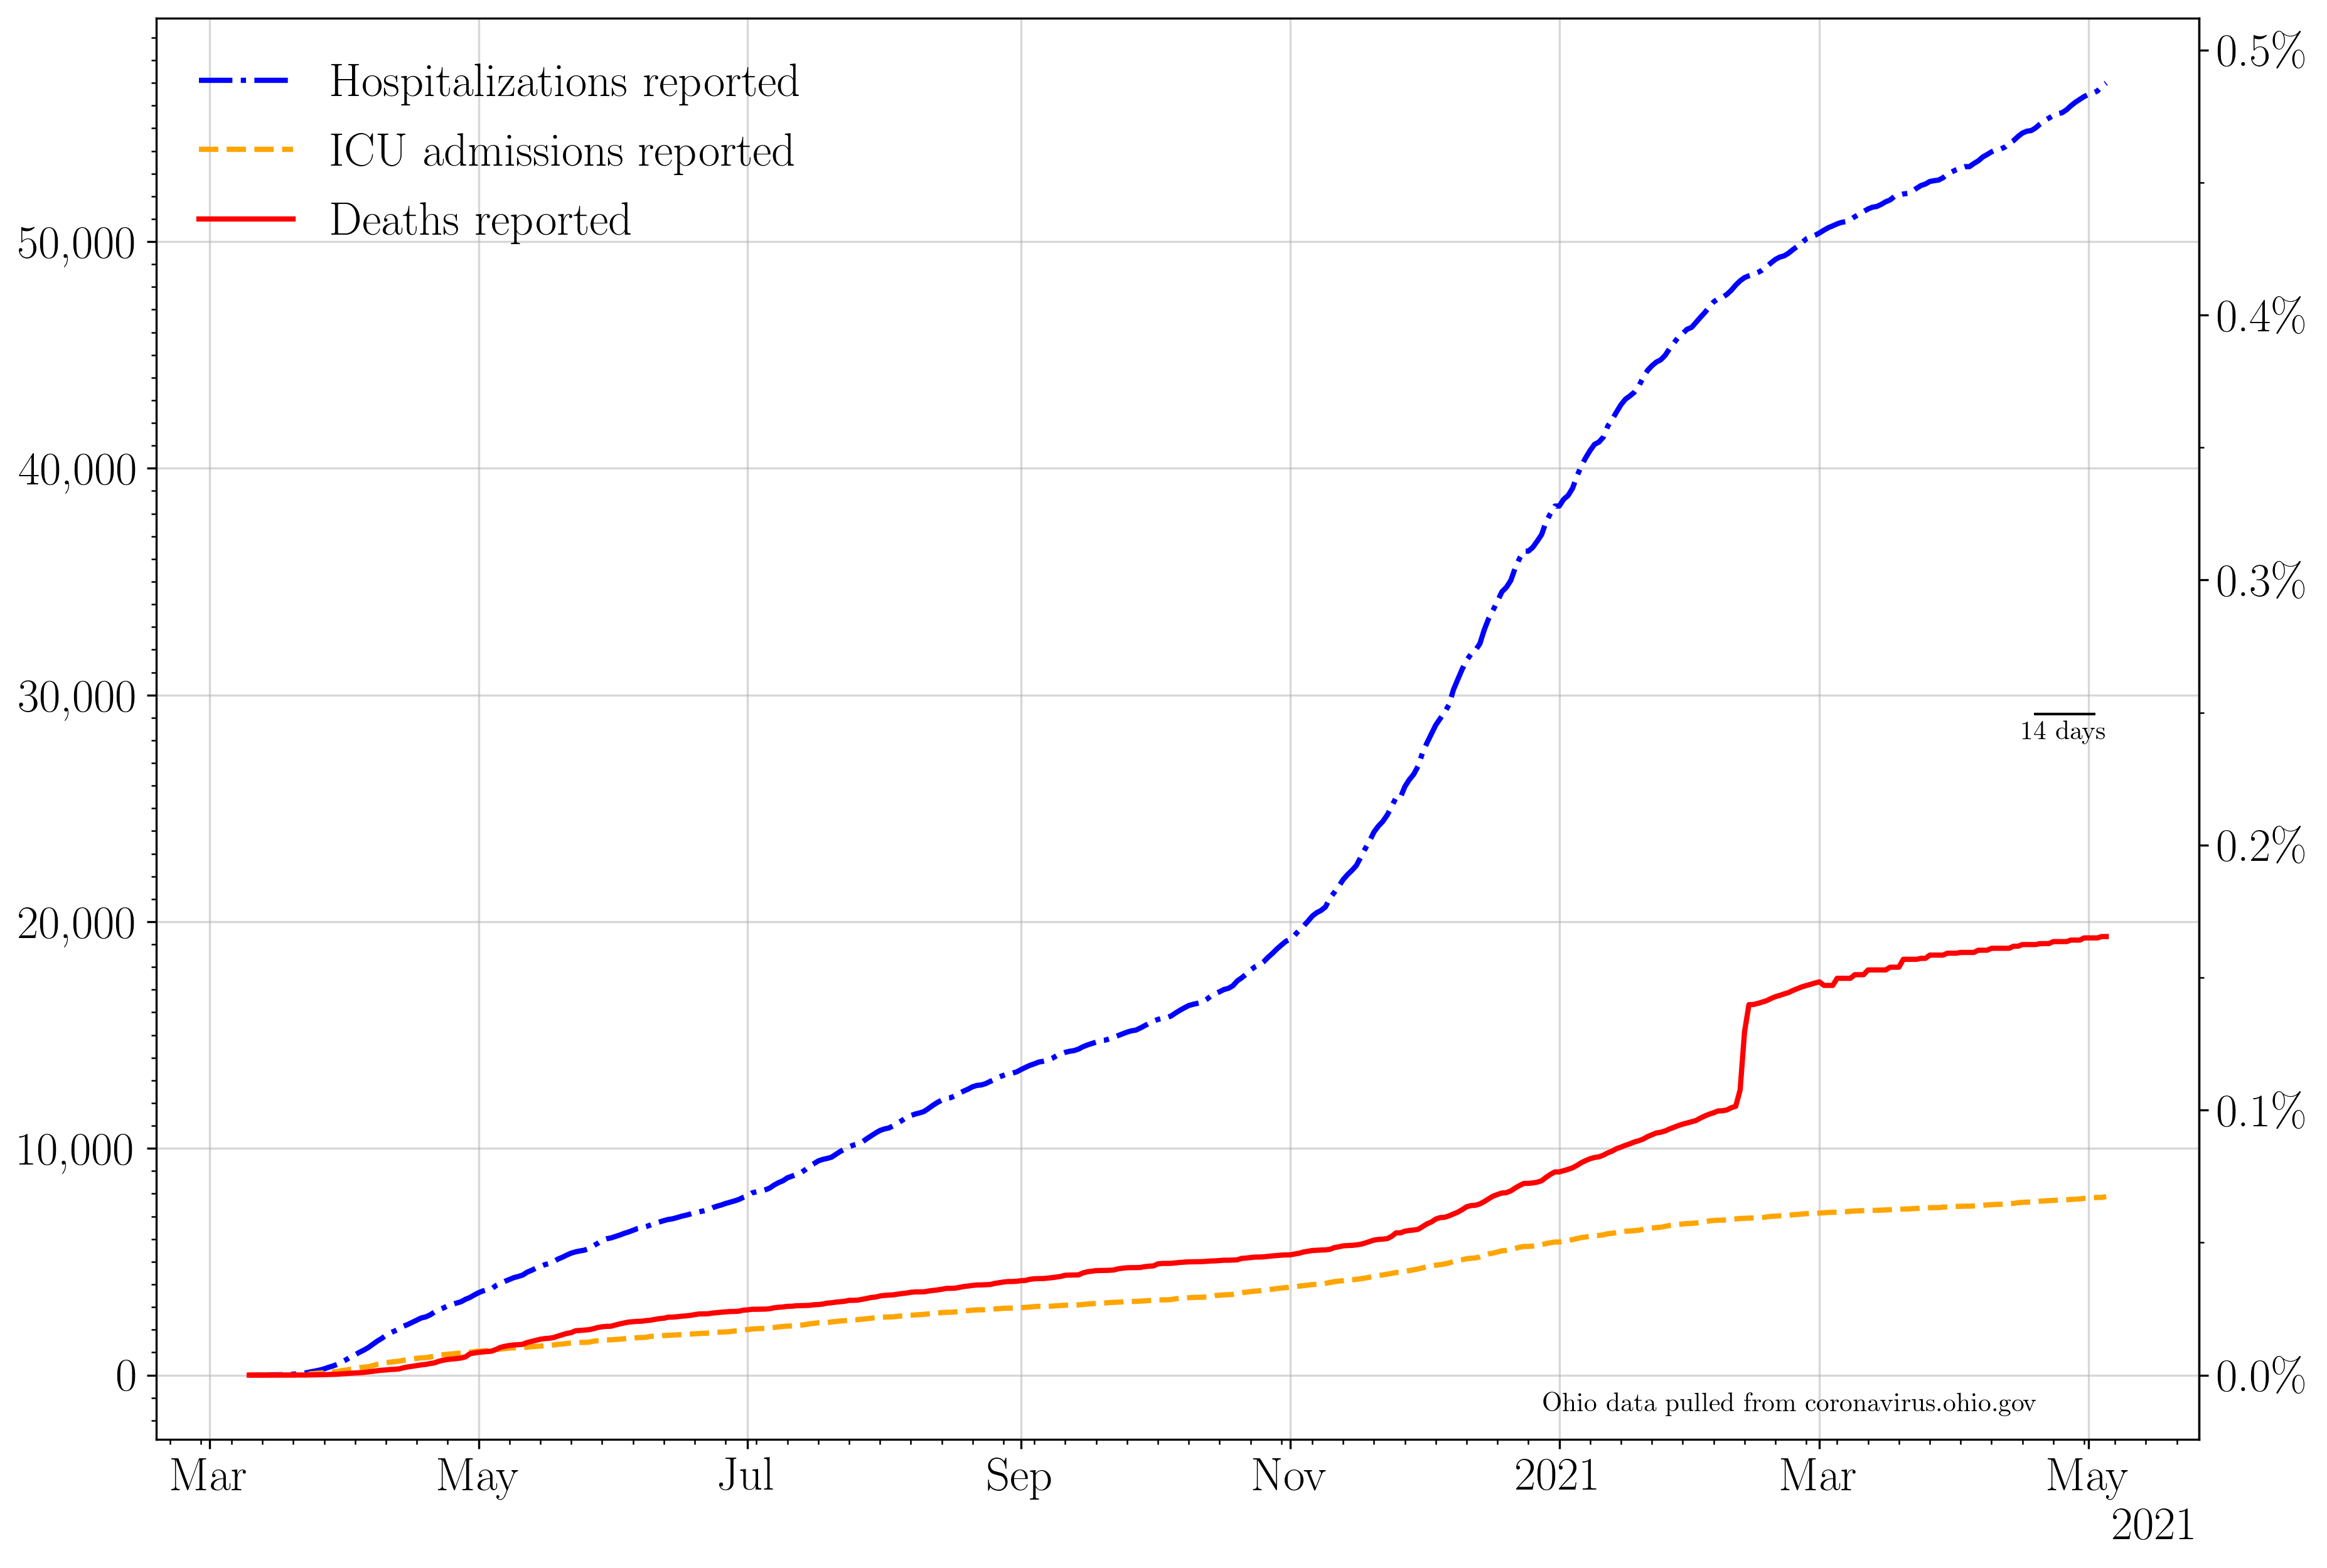 Hospitalizations reported
ICU admissions reported
Deaths reported
0.5%
50,000
0.4%
40,000
0.3%
30,000
14 days
0.2%
20,000
0.1%
10,000
0
0.0%
Ohio data pulled from coronavirus.ohio.gov
Mar May Jul Sep Nov 2021 Mar May
2021